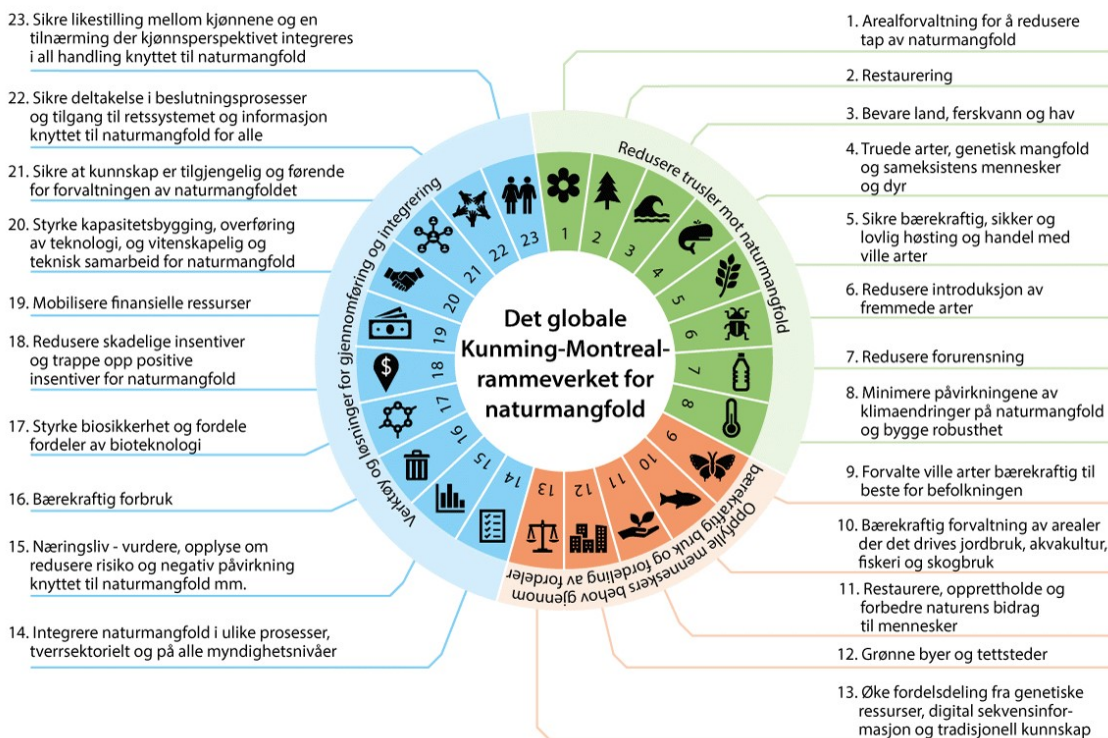 23. Sikre likestilling mellom kjønnene og en
tilnærming der kjønnsperspektivet integreres
i all handling knyttet til naturmangfold
22. Sikre deltakelse i beslutningsprosesser
og tilgang til retssystemet og informasjon
knyttet til naturmangfold for alle
21. Sikre at kunnskap er tilgjengelig og førende
for forvaltningen av naturmangfoldet
20. Styrke kapasitetsbygging, overføring
av teknologi, og vitenskapelig og
teknisk samarbeid for naturmangfold
19. Mobilisere finansielle ressurser
18. Redusere skadelige insentiver
og trappe opp positive
insentiver for naturmangfold
17. Styrke biosikkerhet og fordele
fordeler av bioteknologi
16. Bærekraftig forbruk
15. Næringsliv - vurdere, opplyse om
redusere risiko og negativ påvirkning
knyttet til naturmangfold mm.
14. Integrere naturmangfold i ulike prosesser,
tverrsektorielt og på alle myndighetsnivåer
Verktøy og løsninger for gjennomføring og integrering
Redusere trusler mot naturmangfold
Oppfylle menneskers behov gjennom
bærekraftig bruk og fordeling av fordeler
1
2
3
4
5
6
7
8
9
10
11
12
13
14
15
16
17
18
19
20
21
22
23
$
Det globale
Kunming-Montreal-
rammeverket for
naturmangfold
1. Arealforvaltning for å redusere
tap av naturmangfold
2. Restaurering
3. Bevare land, ferskvann og hav
4. Truede arter, genetisk mangfold
og sameksistens mennesker
og dyr
5. Sikre bærekraftig, sikker og
lovlig høsting og handel med
ville arter
6. Redusere introduksjon av
fremmede arter
7. Redusere forurensning
8. Minimere påvirkningene av
klimaendringer på naturmangfold
og bygge robusthet
9. Forvalte ville arter bærekraftig til
beste for befolkningen
10. Bærekraftig forvaltning av arealer
der det drives jordbruk, akvakultur,
fiskeri og skogbruk
11. Restaurere, opprettholde og
forbedre naturens bidrag
til mennesker
12. Grønne byer og tettsteder
13. Øke fordelsdeling fra genetiske
ressurser, digital sekvensinfor-
masjon og tradisjonell kunnskap